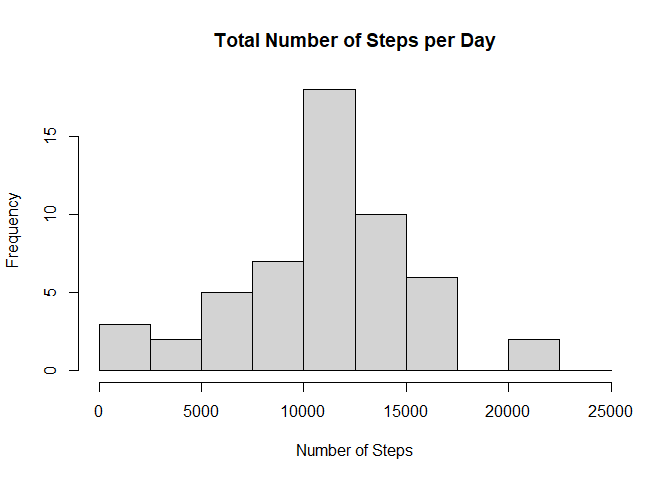 Total Number of Steps per Day
Frequency
15
10
5
0
0 5000 10000 15000 20000 25000
Number of Steps